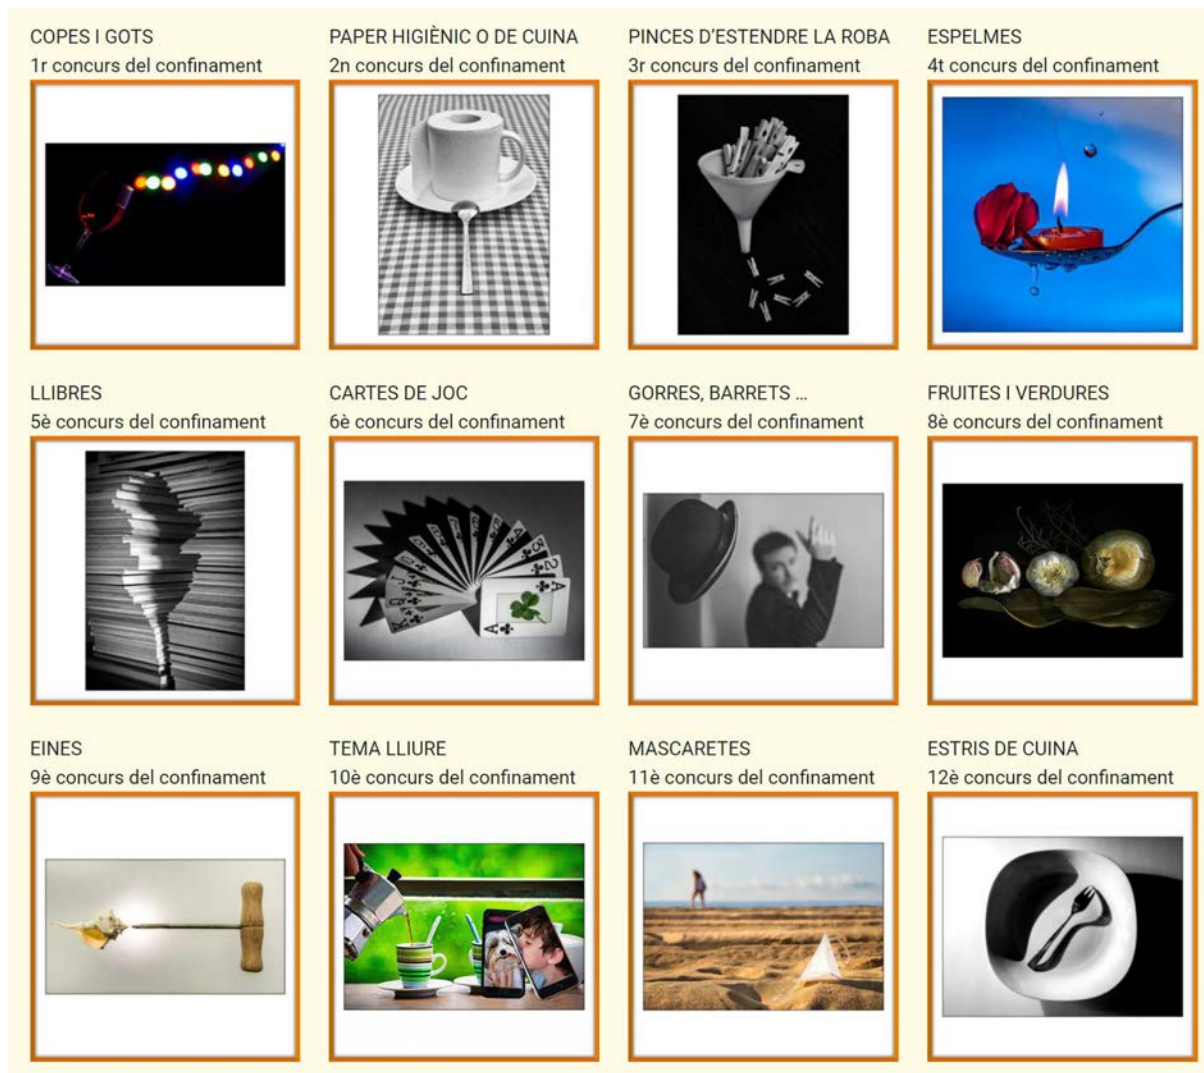 COPES I GOTS
1r concurs del confinament
PAPER HIGIÈNIC O DE CUINA
2n concurs del confinament
PINCES D'ESTENDRE LA ROBA
3r concurs del confinament
ESPELMES
4t concurs del confinament
LLIBRES
5è concurs del confinament
CARTES DE JOC
6è concurs del confinament
GORRES, BARRETS ...
7è concurs del confinament
FRUITES I VERDURES
8è concurs del confinament
EINES
9è concurs del confinament
TEMA LLIURE
10è concurs del confinament
MASCARETES
11è concurs del confinament
ESTRIS DE CUINA
12è concurs del confinament